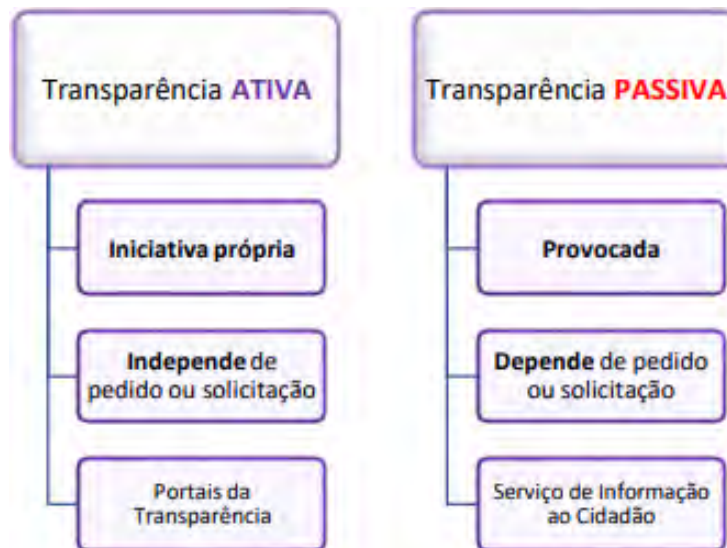 Transparência ATIVA
Iniciativa própria
Independe de
pedido ou solicitação
Portais da
Transparência
Transparência PASSIVA
Provocada
Depende de pedido
ou solicitação
Serviço de Informação
ao Cidadão